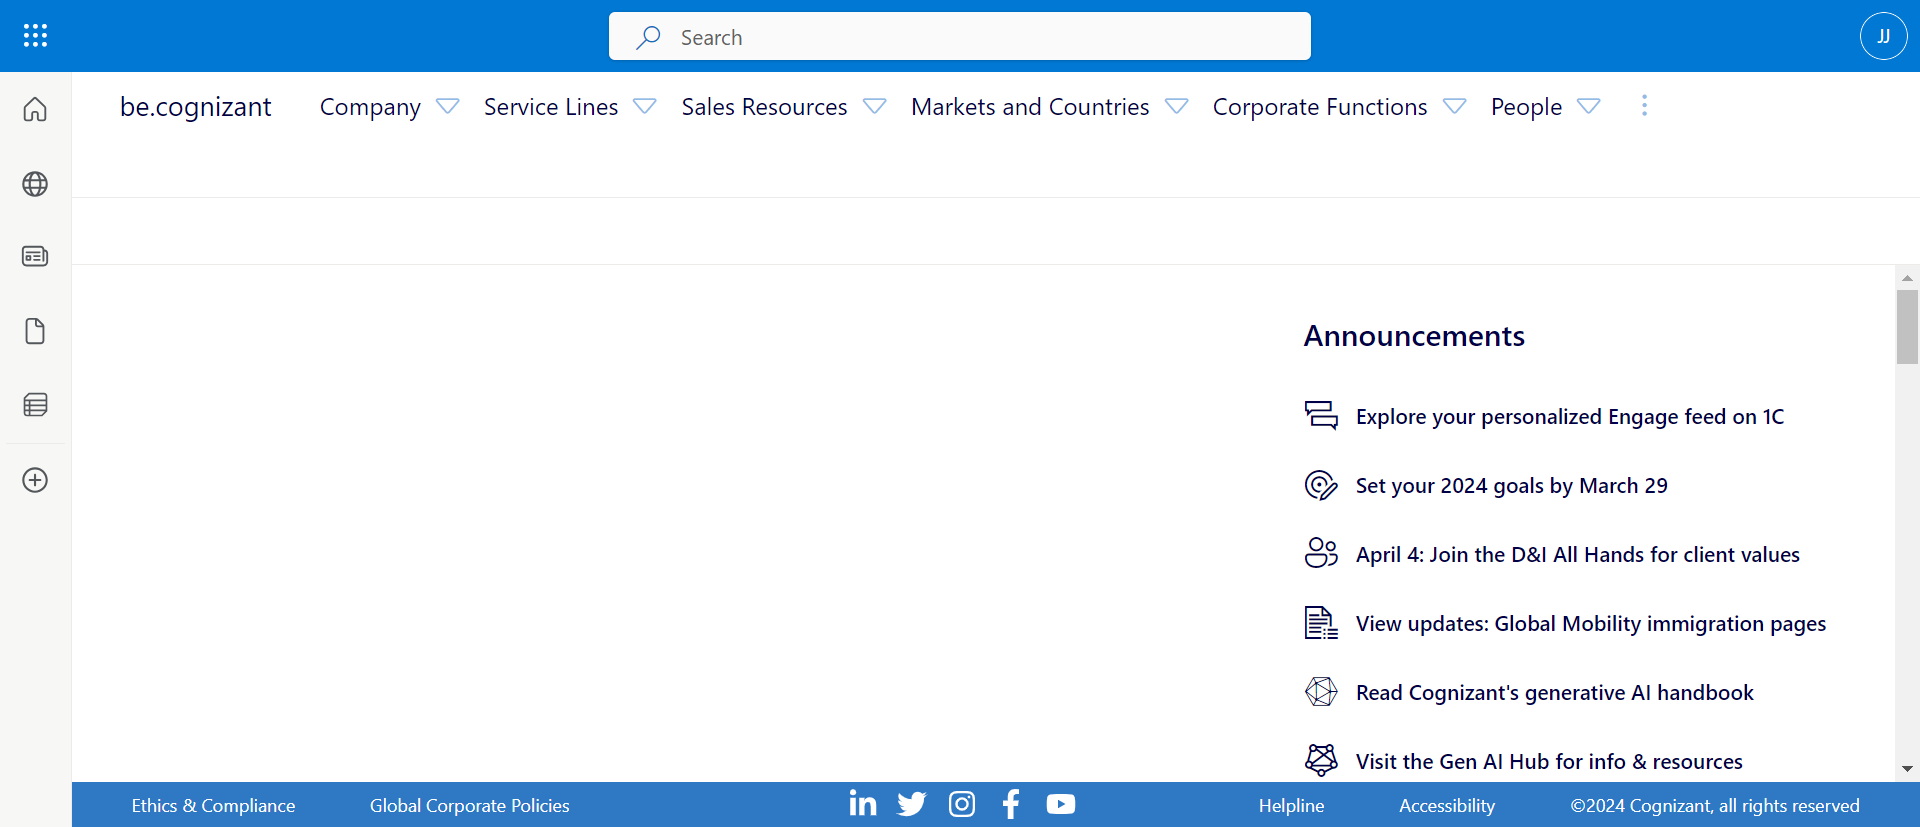 Search
JJ
be.cognizant Company Service Lines Sales Resources Markets and Countries Corporate Functions People
Announcements
Explore your personalized Engage feed on 1C
Set your 2024 goals by March 29
April 4: Join the D&I All Hands for client values
View updates: Global Mobility immigration pages
Read Cognizant's generative AI handbook
Visit the Gen AI Hub for info & resources
Ethics & Compliance Global Corporate Policies Helpline Accessibility ©2024 Cognizant, all rights reserved